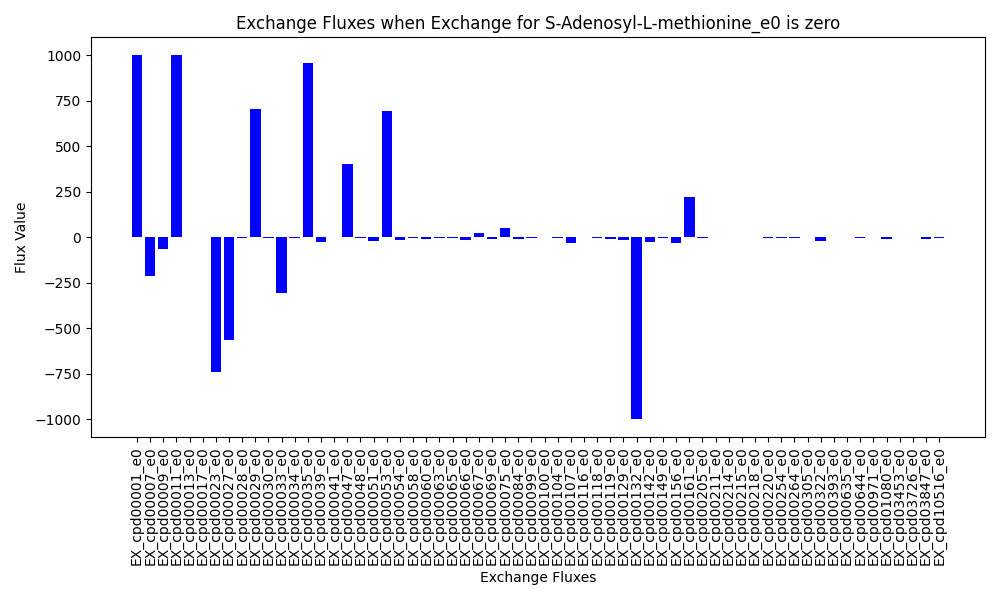 Exchange Fluxes when Exchange for S-Adenosyl-L-methionine_e0 is zero
Flux Value
1000
750
500
250
0
−250
−500
−750
−1000
EX_cpd00001_e0
EX_cpd00007_e0
EX_cpd00009_e0
EX_cpd00011_e0
EX_cpd00013_e0
EX_cpd00017_e0
EX_cpd00023_e0
EX_cpd00027_e0
EX_cpd00028_e0
EX_cpd00029_e0
EX_cpd00030_e0
EX_cpd00033_e0
EX_cpd00034_e0
EX_cpd00035_e0
EX_cpd00039_e0
EX_cpd00041_e0
EX_cpd00047_e0
EX_cpd00048_e0
EX_cpd00051_e0
EX_cpd00053_e0
EX_cpd00054_e0
EX_cpd00058_e0
EX_cpd00060_e0
EX_cpd00063_e0
EX_cpd00065_e0
EX_cpd00066_e0
EX_cpd00067_e0
EX_cpd00069_e0
EX_cpd00075_e0
EX_cpd00084_e0
EX_cpd00099_e0
EX_cpd00100_e0
EX_cpd00104_e0
EX_cpd00107_e0
EX_cpd00116_e0
EX_cpd00118_e0
EX_cpd00119_e0
EX_cpd00129_e0
EX_cpd00132_e0
EX_cpd00142_e0
EX_cpd00149_e0
EX_cpd00156_e0
EX_cpd00161_e0
EX_cpd00205_e0
EX_cpd00211_e0
EX_cpd00214_e0
EX_cpd00215_e0
EX_cpd00218_e0
EX_cpd00220_e0
EX_cpd00254_e0
EX_cpd00264_e0
EX_cpd00305_e0
EX_cpd00322_e0
EX_cpd00393_e0
EX_cpd00635_e0
EX_cpd00644_e0
EX_cpd00971_e0
EX_cpd01080_e0
EX_cpd03453_e0
EX_cpd03726_e0
EX_cpd03847_e0
EX_cpd10516_e0
Exchange Fluxes